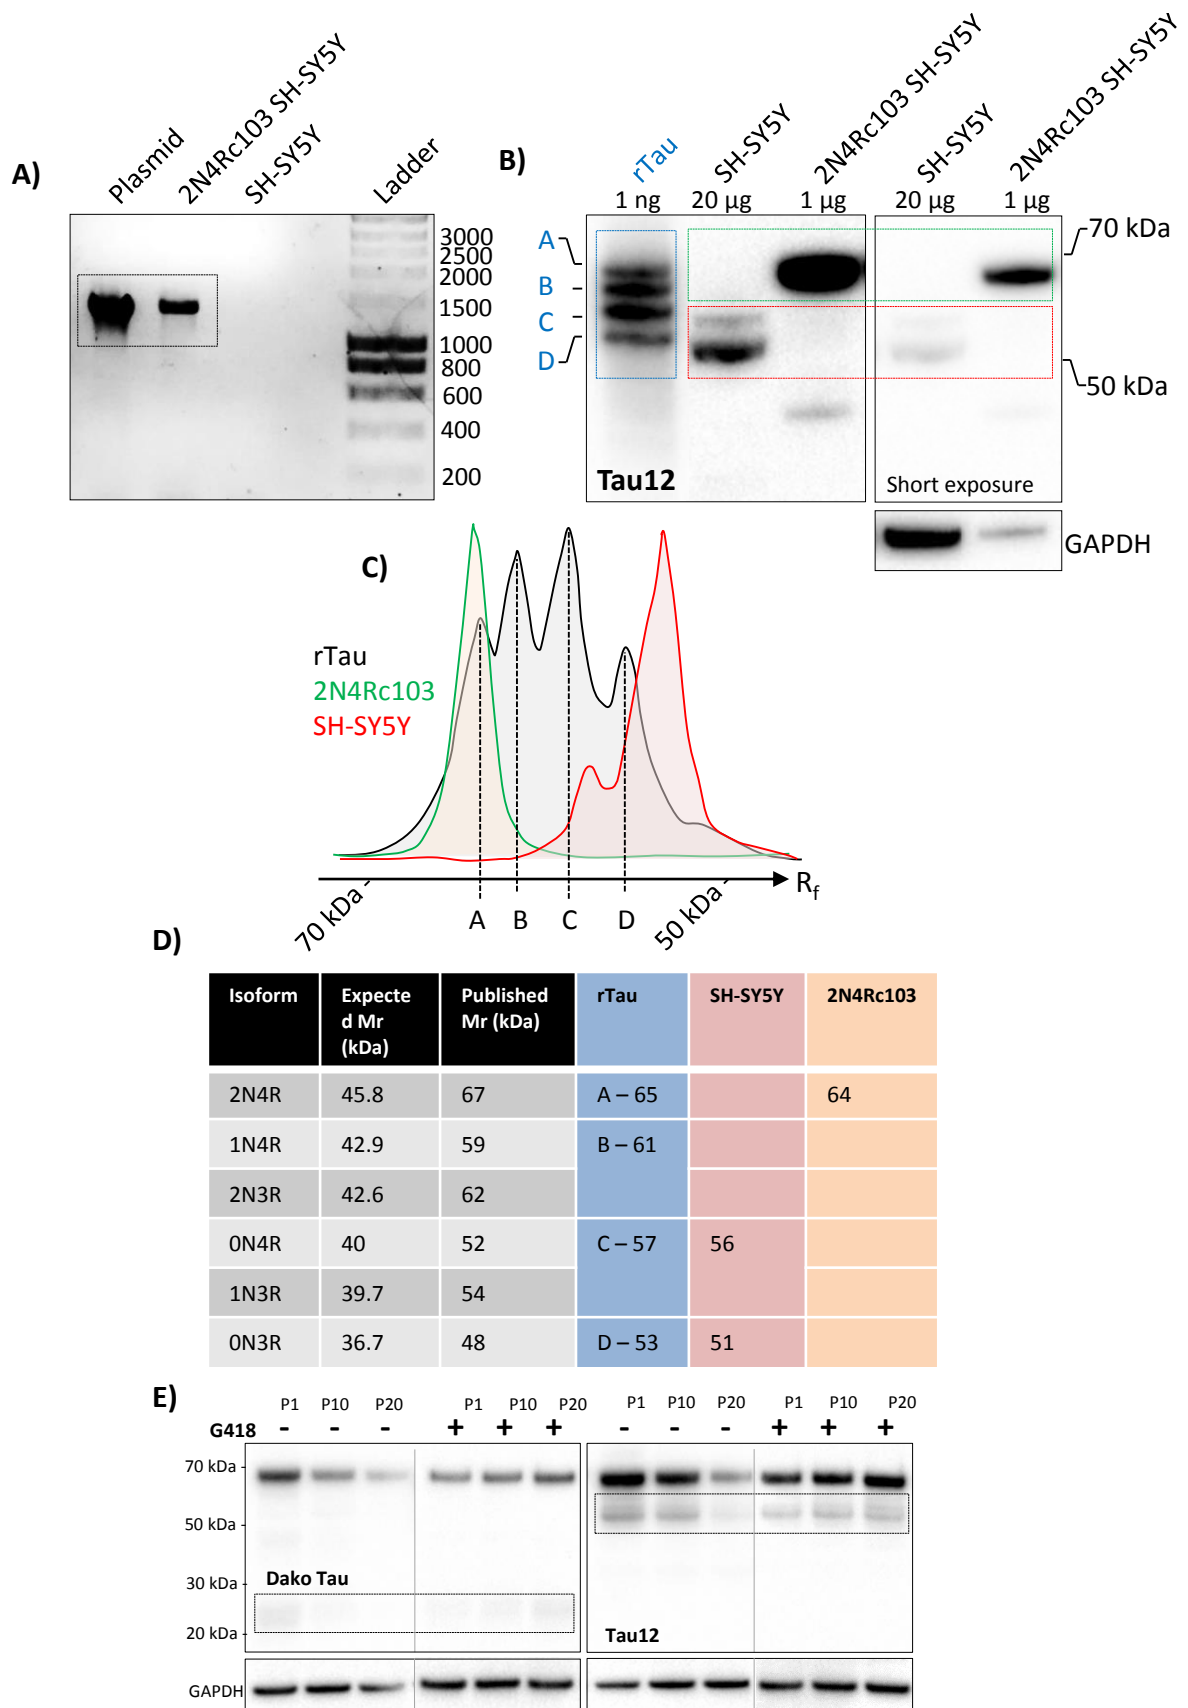 A)
Plasmid
2N4Rc103 SH-SY5Y
SH-SY5Y
Ladder
3000
2500
2000
1500
1000
800
600
400
200
B)
rTau
SH-SY5Y
2N4Rc103 SH-SY5Y
SH-SY5Y
2N4Rc103 SH-SY5Y
1 ng 20 µg 1 µg 20 µg 1 µg
A
B
C
D
70 kDa
50 kDa
Tau12
Short exposure
GAPDH
C)
rTau
2N4Rc103
SH-SY5Y
Rf
70 kDa
A B C D
50 kDa
D)
Isoform Expecte Published rTau SH-SY5Y 2N4Rc103
d Mr Mr (kDa)
(kDa)
2N4R 45.8 67 A – 65 64
1N4R 42.9 59 B – 61
2N3R 42.6 62
0N4R 40 52 C – 57 56
1N3R 39.7 54
0N3R 36.7 48 D – 53 51
E)
P1 P10 P20 P1 P10 P20 P1 P10 P20 P1 P10 P20
G418 - - - + + + - - - + + +
70 kDa
50 kDa
30 kDa
20 kDa
Dako Tau
Tau12
GAPDH